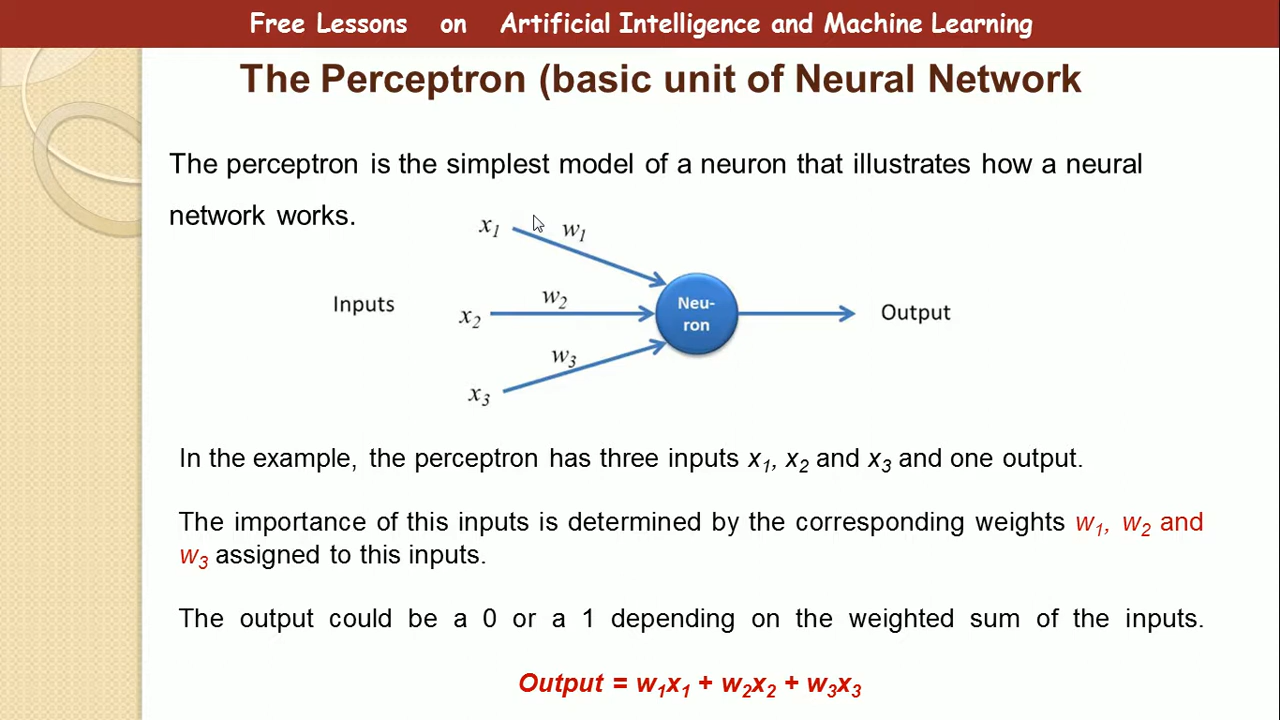 Free Lessons on Artificial Intelligence and Machine Learning
The Perceptron (basic unit of Neural Network
The perceptron is the simplest model of a neuron that illustrates how a neural
network works.
x1 w1
Inputs
x2 w2
Neu-
ron
Output
w3
x3
In the example, the perceptron has three inputs x1, x2 and x3 and one output.
The importance of this inputs is determined by the corresponding weights w1, w2 and
w3 assigned to this inputs.
The output could be a 0 or a 1 depending on the weighted sum of the inputs.
Output = w1x1 + w2x2 + w3x3